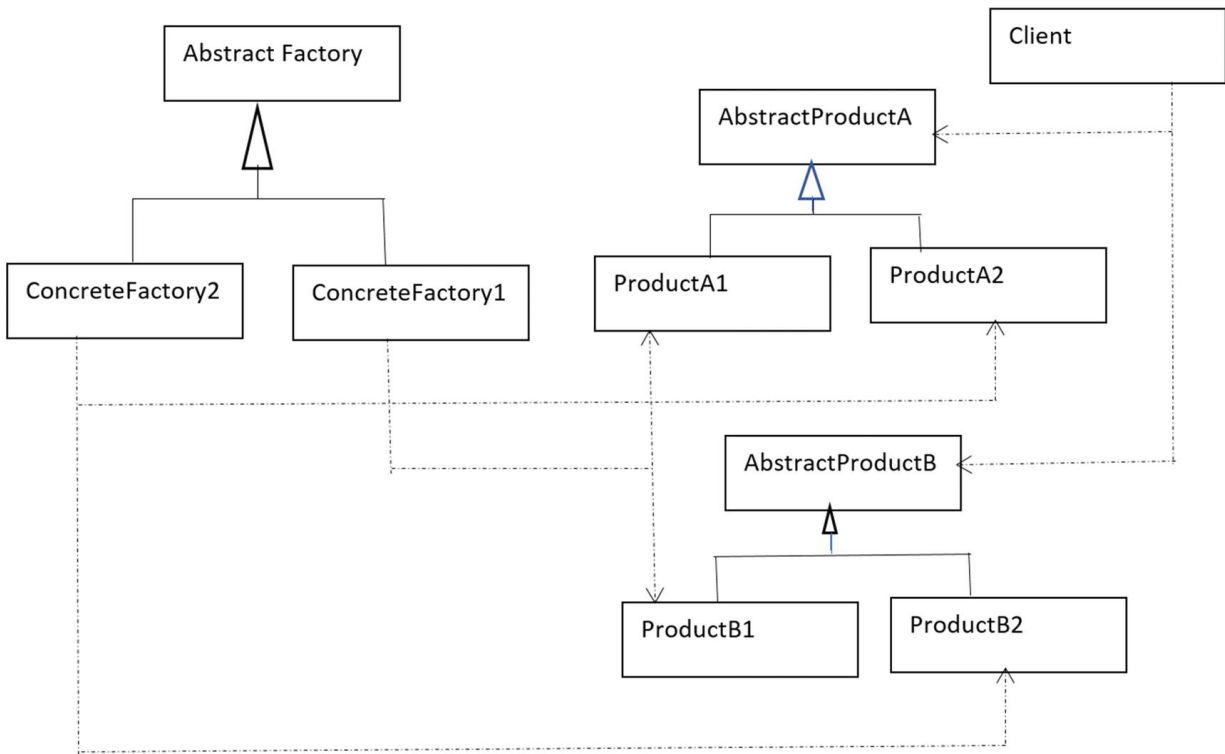 Client
Abstract Factory
AbstractProductA
ConcreteFactory2
ConcreteFactory1
ProductA1
ProductA2
AbstractProductB
ProductB1
ProductB2